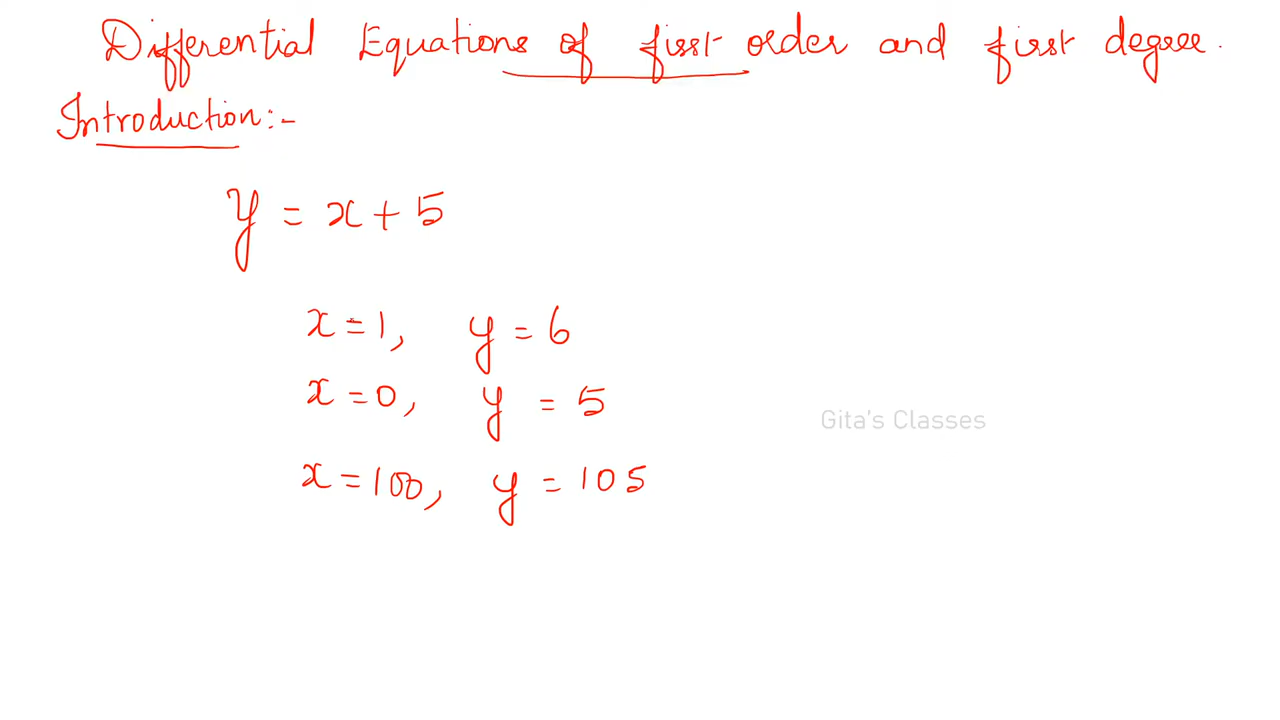 Differential Equations of first order and first degree.
Introduction:-
y = x + 5
x = 1, y = 6
x = 0, y = 5
Gita's Classes
x = 100, y = 105